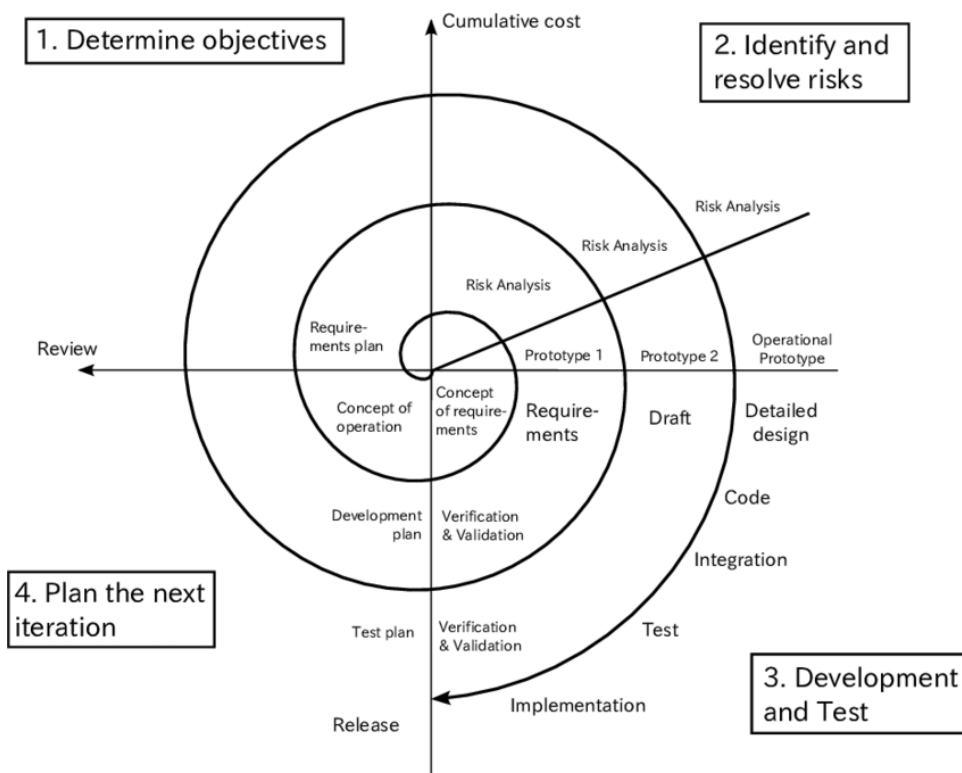 Cumulative cost
1. Determine objectives
2. Identify and
resolve risks
Risk Analysis
Risk Analysis
Risk Analysis
Require-
ments plan
Review
Prototype 1
Prototype 2
Operational
Prototype
Concept of
operation
Concept
of require-
ments
Require-
ments
Draft
Detailed
design
Code
Development
plan
Verification
& Validation
Integration
4. Plan the next
iteration
Test plan
Verification
& Validation
Test
3. Development
and Test
Implementation
Release